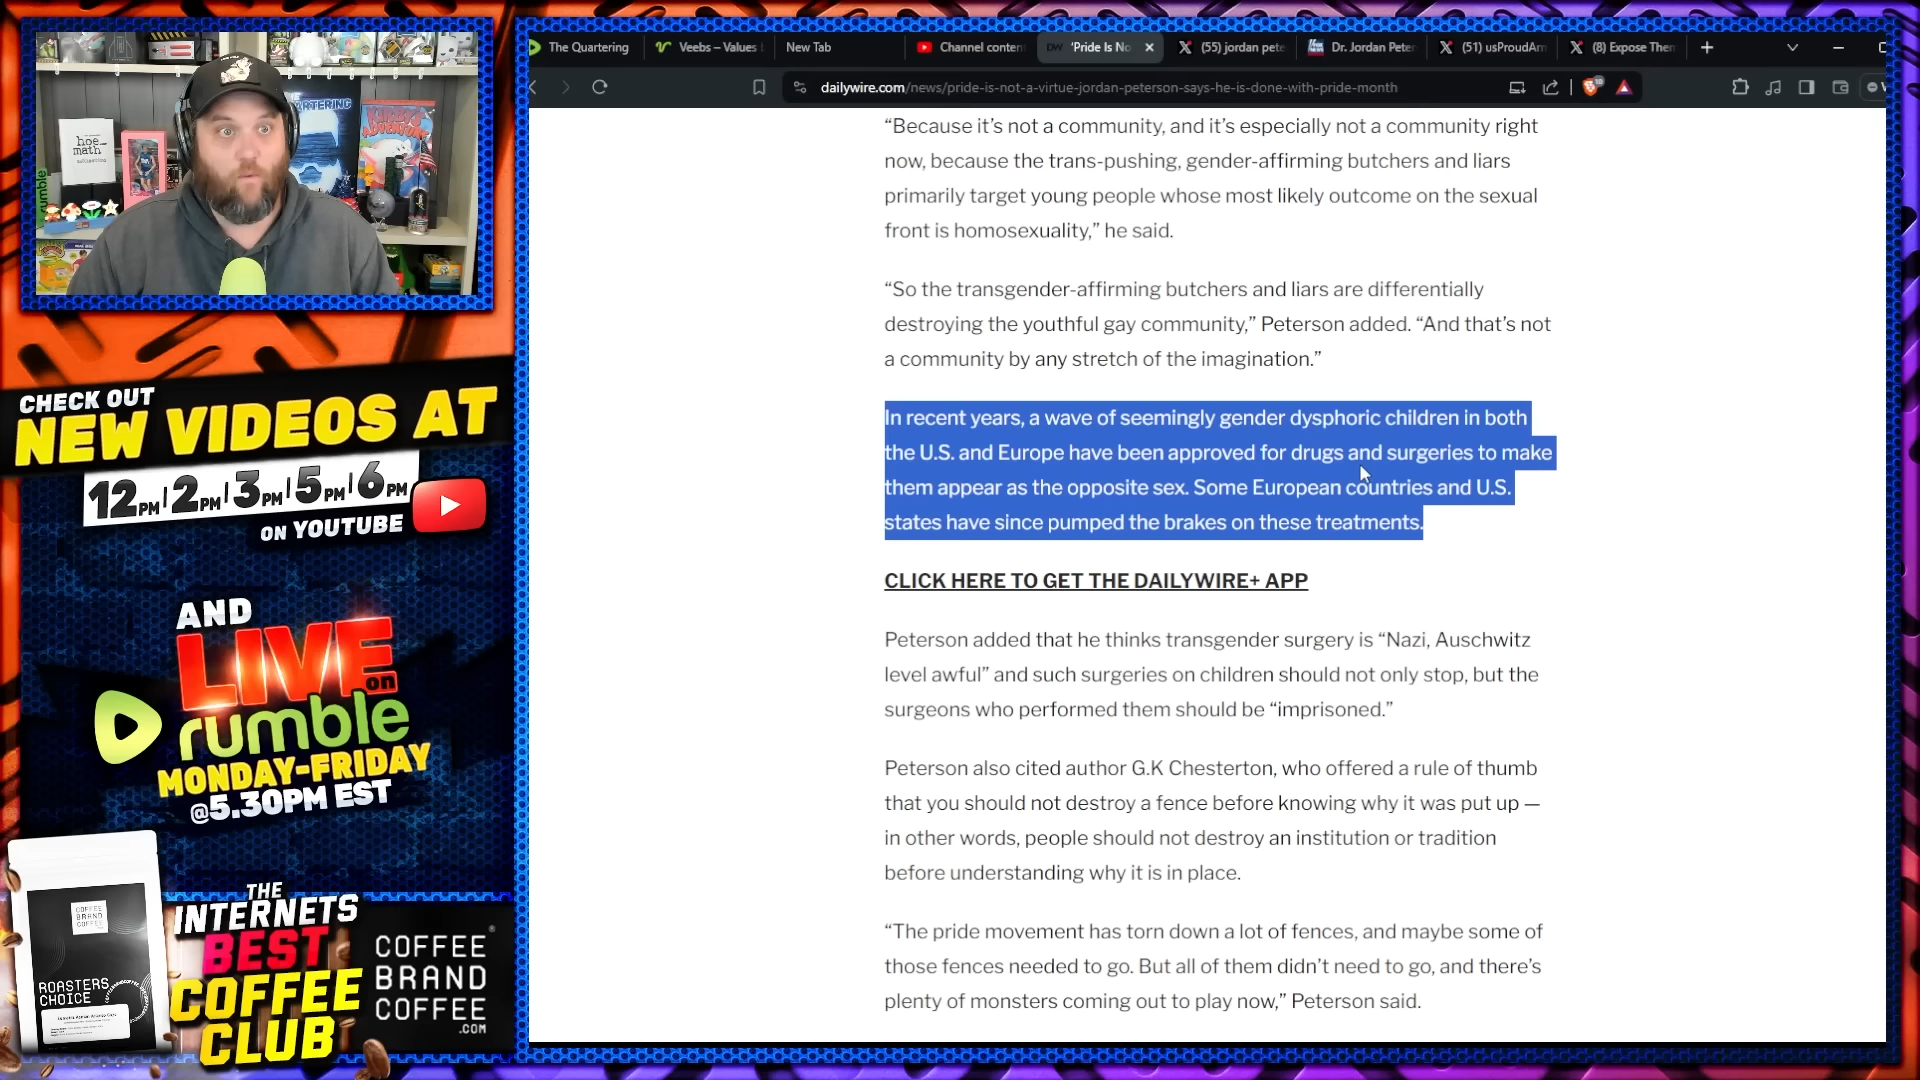 The Quartering
Veebs – Values
New Tab
Channel conten
'Pride Is No
(55) jordan pete
Dr. Jordan Peter
(51) usProudAm
(8) Expose Them
dailywire.com/news/pride-is-not-a-virtue-jordan-peterson-says-he-is-done-with-pride-month
“Because it’s not a community, and it’s especially not a community right
now, because the trans-pushing, gender-affirming butchers and liars
primarily target young people whose most likely outcome on the sexual
front is homosexuality,” he said.
“So the transgender-affirming butchers and liars are differentially
destroying the youthful gay community,” Peterson added. “And that’s not
a community by any stretch of the imagination.”
In recent years, a wave of seemingly gender dysphoric children in both
the U.S. and Europe have been approved for drugs and surgeries to make
them appear as the opposite sex. Some European countries and U.S.
states have since pumped the brakes on these treatments.
CLICK HERE TO GET THE DAILYWIRE+ APP
Peterson added that he thinks transgender surgery is “Nazi, Auschwitz
level awful” and such surgeries on children should not only stop, but the
surgeons who performed them should be “imprisoned.”
Peterson also cited author G.K Chesterton, who offered a rule of thumb
that you should not destroy a fence before knowing why it was put up —
in other words, people should not destroy an institution or tradition
before understanding why it is in place.
“The pride movement has torn down a lot of fences, and maybe some of
those fences needed to go. But all of them didn’t need to go, and there’s
plenty of monsters coming out to play now,” Peterson said.
hoe_
math
rumble
CHECK OUT
NEW VIDEOS AT
12PM | 2PM | 3PM | 5PM | 6PM
ON YOUTUBE
AND
LIVE on
rumble
MONDAY-FRIDAY
@5.30PM EST
THE
INTERNETS
BEST
COFFEE
CLUB
COFFEE
BRAND
COFFEE
.COM
COFFEE
BRAND
COFFEE
ROASTERS
CHOICE